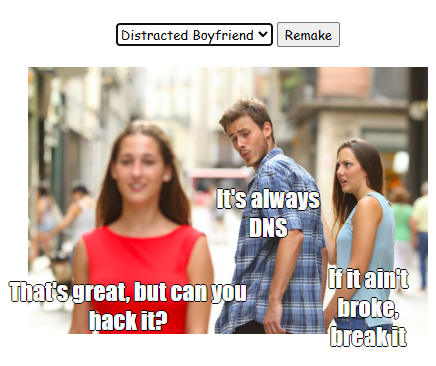 Distracted Boyfriend Remake
It's always
DNS
That's great, but can you
hack it?
If it ain't
broke,
break it